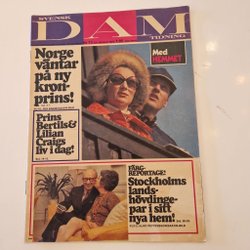 SVENSK
DAM
TIDNING
Med
HEMMET
Norge
väntar
på ny
kron-
prins!
Prins
Bertils &
Lilian
Craigs
liv i dag!
FÄRG-
REPORTAGE!
Stockholms
lands-
hövdinge-
par i sitt
nya hem!